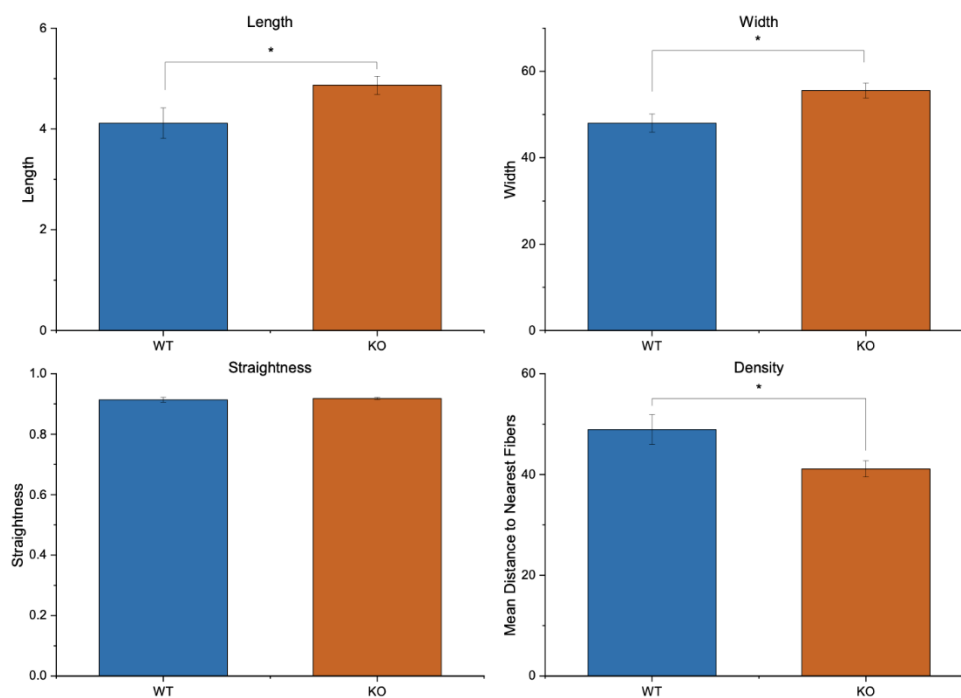 Length
6
4
2
0
Length
*
WT
KO
Width
60
40
20
0
Width
*
WT
KO
Straightness
1.0
0.8
0.6
0.4
0.2
0.0
Straightness
WT
KO
Density
60
40
20
0
Mean Distance to Nearest Fibers
*
WT
KO